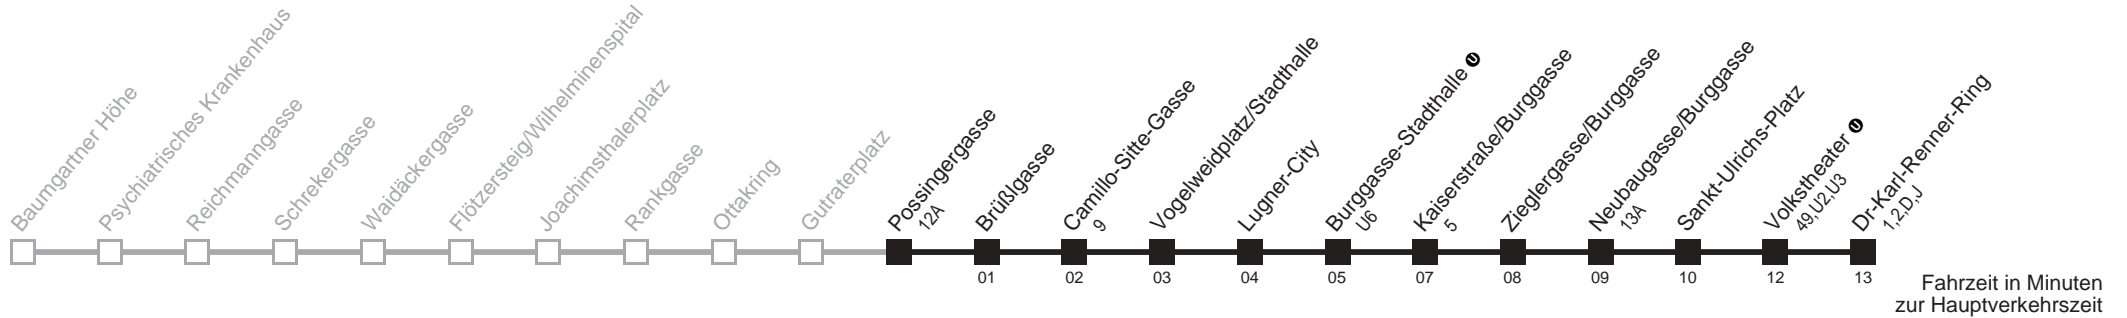 Baumgartner Höhe
Psychiatrisches Krankenhaus
Reichmanngasse
Schrekergasse
Waidäckergasse
Flötzersteig/Wilhelminenspital
Joachimsthalerplatz
Rankgasse
Ottakring
Gutraterplatz
Possingergasse
12A
Brüßlgasse
01
Camillo-Sitte-Gasse
9
02
Vogelweidplatz/Stadthalle
03
Lugner-City
04
Burggasse-Stadthalle U
U6
05
Kaiserstraße/Burggasse
5
07
Zieglergasse/Burggasse
08
Neubaugasse/Burggasse
13A
09
Sankt-Ulrichs-Platz
10
Volkstheater U
49,U2,U3
12
Dr-Karl-Renner-Ring
1,2,D,J
13
Fahrzeit in Minuten
zur Hauptverkehrszeit